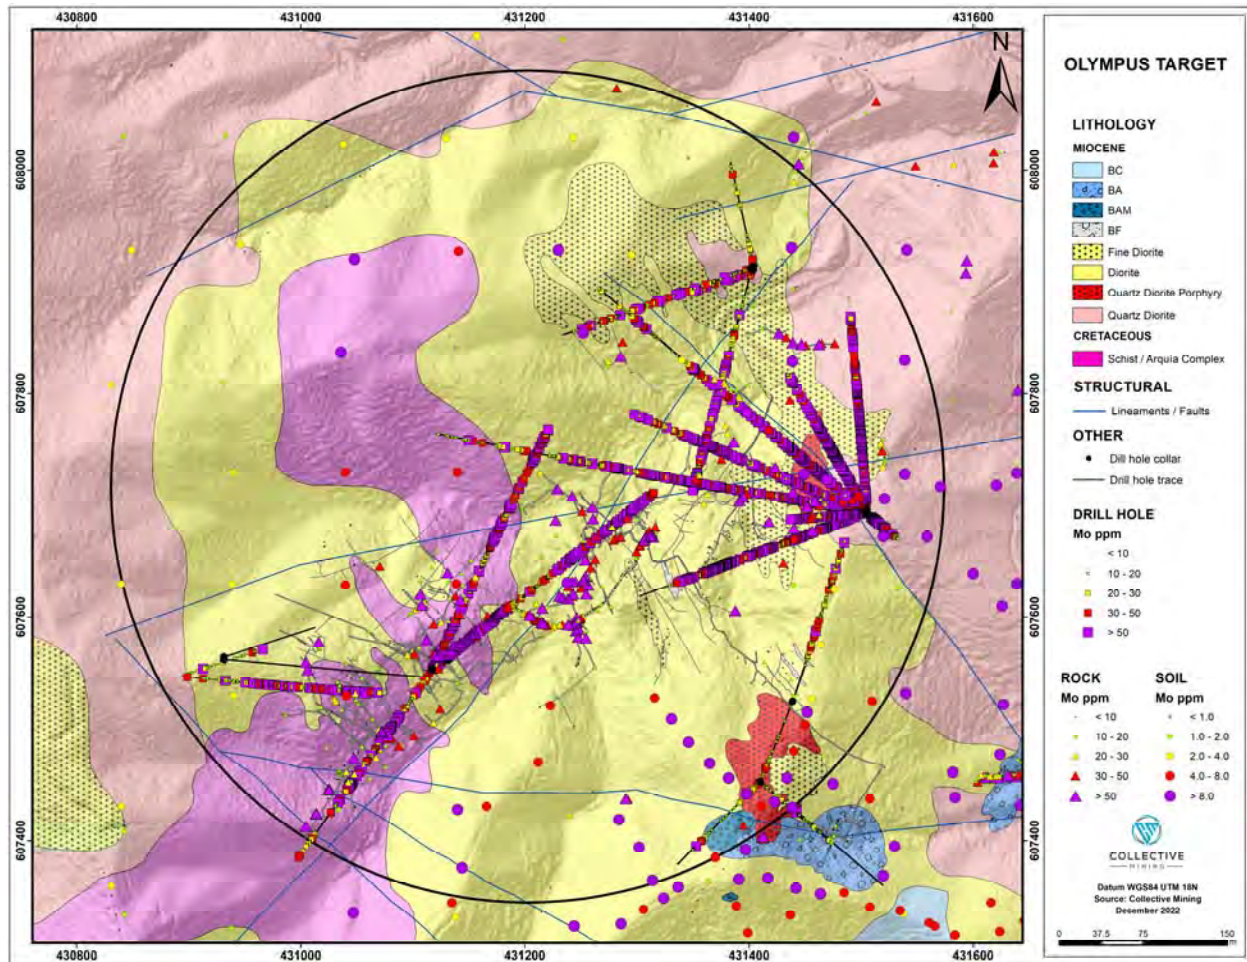 430800
431000
431200
431400
431600
N
608000
607800
607600
607400
608000
607800
607600
607400
430800
431000
431200
431400
431600
OLYMPUS TARGET
LITHOLOGY
MIOCENE
BC
BA
BAM
BF
Fine Diorite
Diorite
Quartz Diorite Porphyry
Quartz Diorite
CRETACEOUS
Schist / Arquia Complex
STRUCTURAL
Lineaments / Faults
OTHER
Dill hole collar
Drill hole trace
DRILL HOLE
Mo ppm
< 10
10 - 20
20 - 30
30 - 50
> 50
ROCK
Mo ppm
< 10
10 - 20
20 - 30
30 - 50
> 50
SOIL
Mo ppm
< 1.0
1.0 - 2.0
2.0 - 4.0
4.0 - 8.0
> 8.0
COLLECTIVE
MINING
Datum WGS84 UTM 18N
Source: Collective Mining
Desember 2022
0 37.5 75 150
m